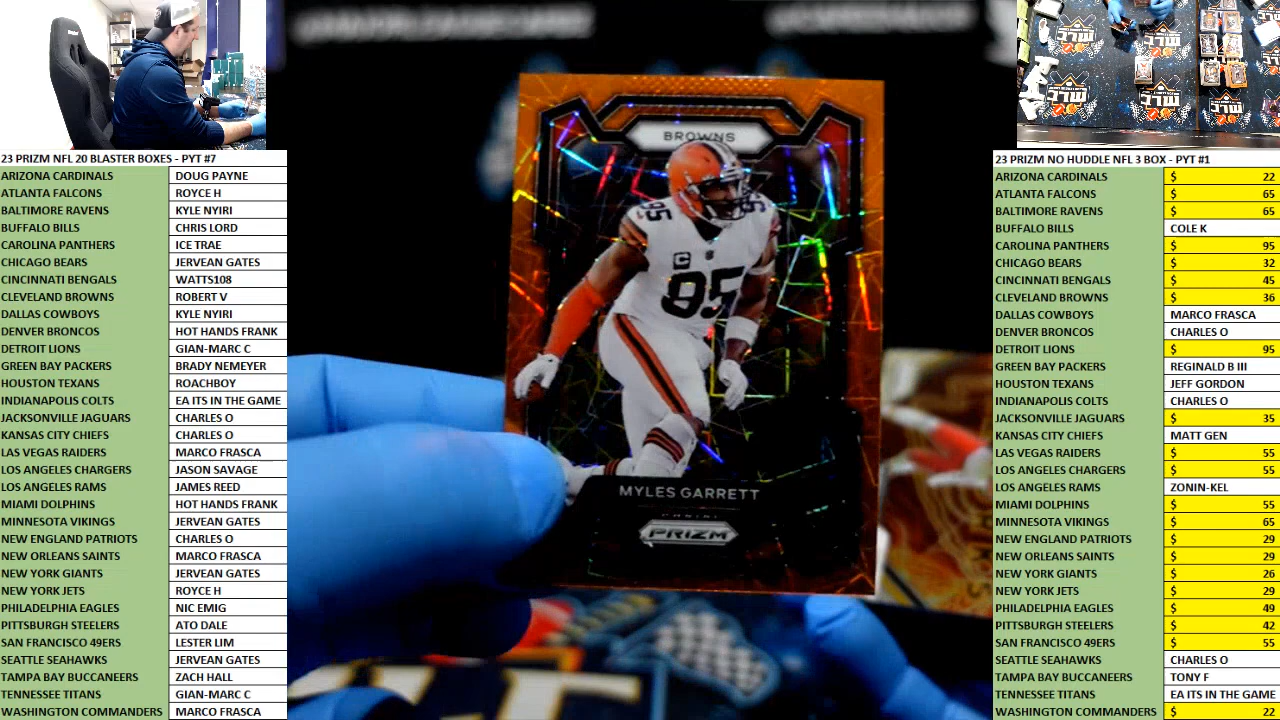 23 PRIZM NFL 20 BLASTER BOXES - PYT #7
ARIZONA CARDINALS DOUG PAYNE
ATLANTA FALCONS ROYCE H
BALTIMORE RAVENS KYLE NYIRI
BUFFALO BILLS CHRIS LORD
CAROLINA PANTHERS ICE TRAE
CHICAGO BEARS JERVEAN GATES
CINCINNATI BENGALS WATTS108
CLEVELAND BROWNS ROBERT V
DALLAS COWBOYS KYLE NYIRI
DENVER BRONCOS HOT HANDS FRANK
DETROIT LIONS GIAN-MARC C
GREEN BAY PACKERS BRADY NEMEYER
HOUSTON TEXANS ROACHBOY
INDIANAPOLIS COLTS EA ITS IN THE GAME
JACKSONVILLE JAGUARS CHARLES O
KANSAS CITY CHIEFS CHARLES O
LAS VEGAS RAIDERS MARCO FRASCA
LOS ANGELES CHARGERS JASON SAVAGE
LOS ANGELES RAMS JAMES REED
MIAMI DOLPHINS HOT HANDS FRANK
MINNESOTA VIKINGS JERVEAN GATES
NEW ENGLAND PATRIOTS CHARLES O
NEW ORLEANS SAINTS MARCO FRASCA
NEW YORK GIANTS JERVEAN GATES
NEW YORK JETS ROYCE H
PHILADELPHIA EAGLES NIC EMIG
PITTSBURGH STEELERS ATO DALE
SAN FRANCISCO 49ERS LESTER LIM
SEATTLE SEAHAWKS JERVEAN GATES
TAMPA BAY BUCCANEERS ZACH HALL
TENNESSEE TITANS GIAN-MARC C
WASHINGTON COMMANDERS MARCO FRASCA
BROWNS
95
95
C
95
MYLES GARRETT
PANINI
PRIZM
23 PRIZM NO HUDDLE NFL 3 BOX - PYT #1
ARIZONA CARDINALS $ 22
ATLANTA FALCONS $ 65
BALTIMORE RAVENS $ 65
BUFFALO BILLS COLE K
CAROLINA PANTHERS $ 95
CHICAGO BEARS $ 32
CINCINNATI BENGALS $ 45
CLEVELAND BROWNS $ 36
DALLAS COWBOYS MARCO FRASCA
DENVER BRONCOS CHARLES O
DETROIT LIONS $ 95
GREEN BAY PACKERS REGINALD B III
HOUSTON TEXANS JEFF GORDON
INDIANAPOLIS COLTS CHARLES O
JACKSONVILLE JAGUARS $ 35
KANSAS CITY CHIEFS MATT GEN
LAS VEGAS RAIDERS $ 55
LOS ANGELES CHARGERS $ 55
LOS ANGELES RAMS ZONIN-KEL
MIAMI DOLPHINS $ 55
MINNESOTA VIKINGS $ 65
NEW ENGLAND PATRIOTS $ 29
NEW ORLEANS SAINTS $ 29
NEW YORK GIANTS $ 26
NEW YORK JETS $ 29
PHILADELPHIA EAGLES $ 49
PITTSBURGH STEELERS $ 42
SAN FRANCISCO 49ERS $ 55
SEATTLE SEAHAWKS CHARLES O
TAMPA BAY BUCCANEERS TONY F
TENNESSEE TITANS EA ITS IN THE GAME
WASHINGTON COMMANDERS $ 22